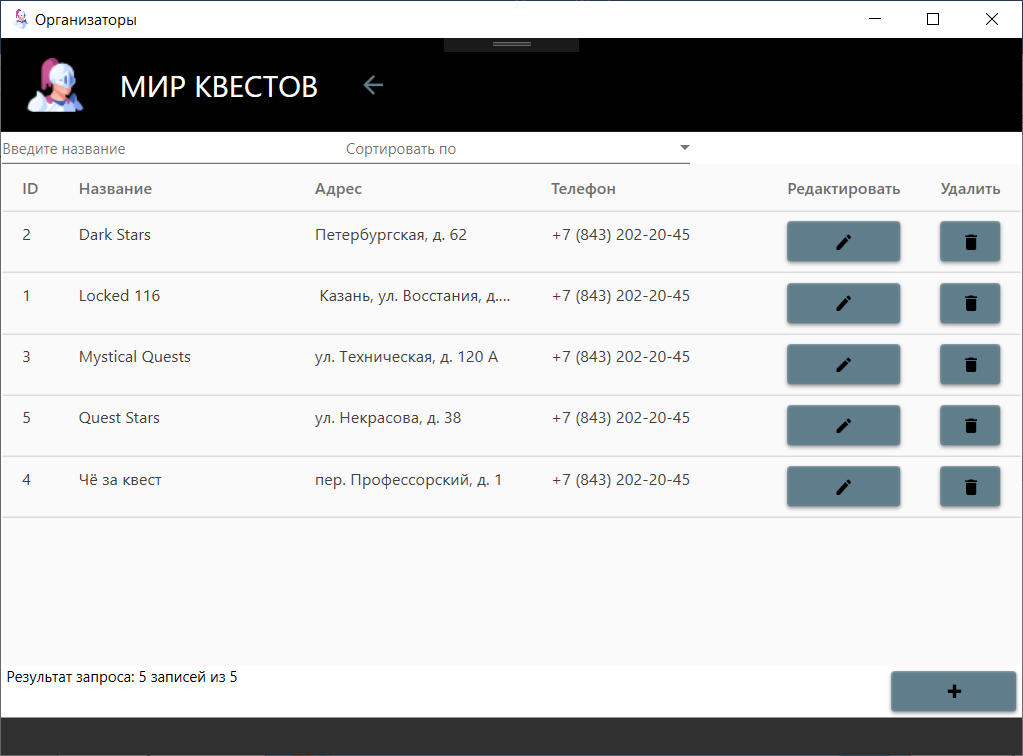 Организаторы
МИР КВЕСТОВ
Введите название Сортировать по
ID Название Адрес Телефон Редактировать Удалить
2 Dark Stars Петербургская, д. 62 +7 (843) 202-20-45
1 Locked 116 Казань, ул. Восстания, д.... +7 (843) 202-20-45
3 Mystical Quests ул. Техническая, д. 120 А +7 (843) 202-20-45
5 Quest Stars ул. Некрасова, д. 38 +7 (843) 202-20-45
4 Чё за квест пер. Профессорский, д. 1 +7 (843) 202-20-45
Результат запроса: 5 записей из 5